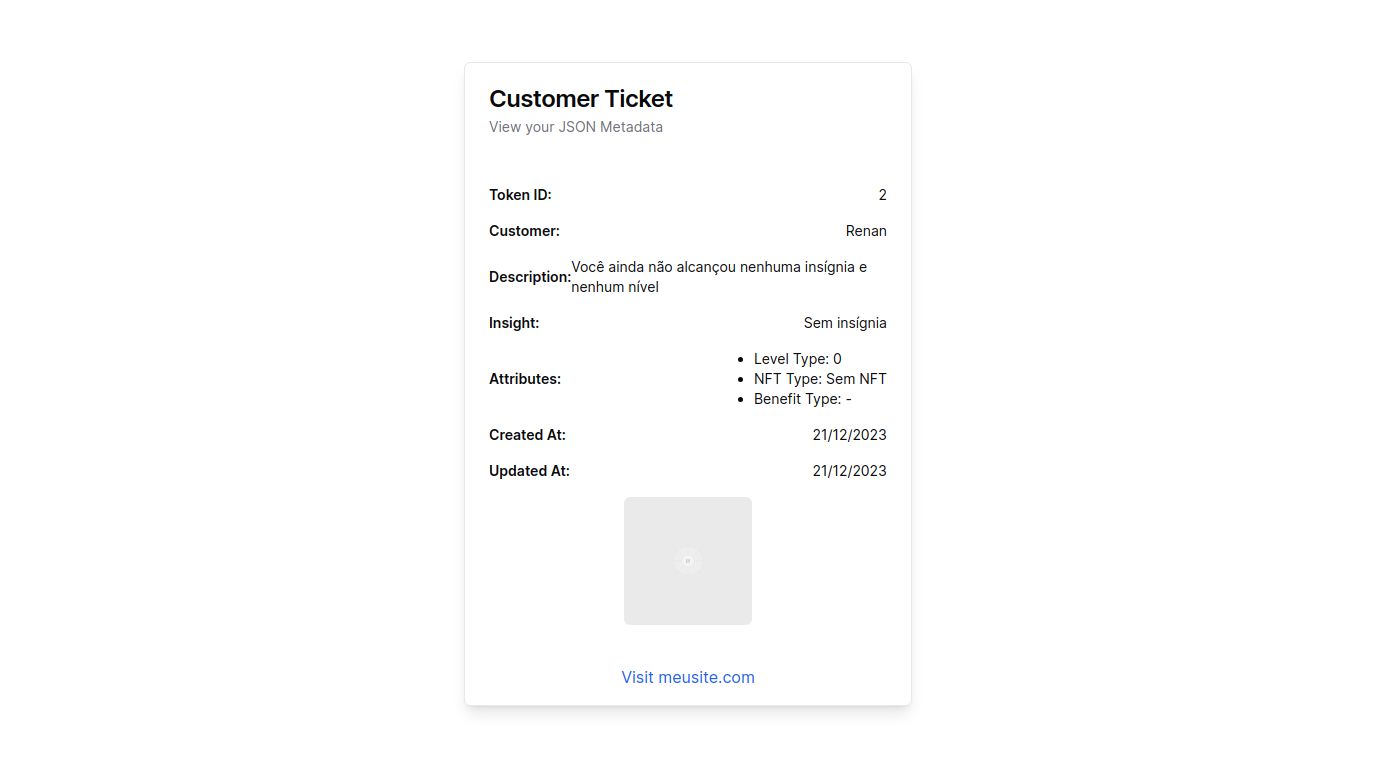 Customer Ticket
View your JSON Metadata
Token ID: 2
Customer: Renan
Description: Você ainda não alcançou nenhuma insígnia e
nenhum nível
Insight: Sem insígnia
Attributes:
Level Type: 0
NFT Type: Sem NFT
Benefit Type: -
Created At: 21/12/2023
Updated At: 21/12/2023
Visit meusite.com